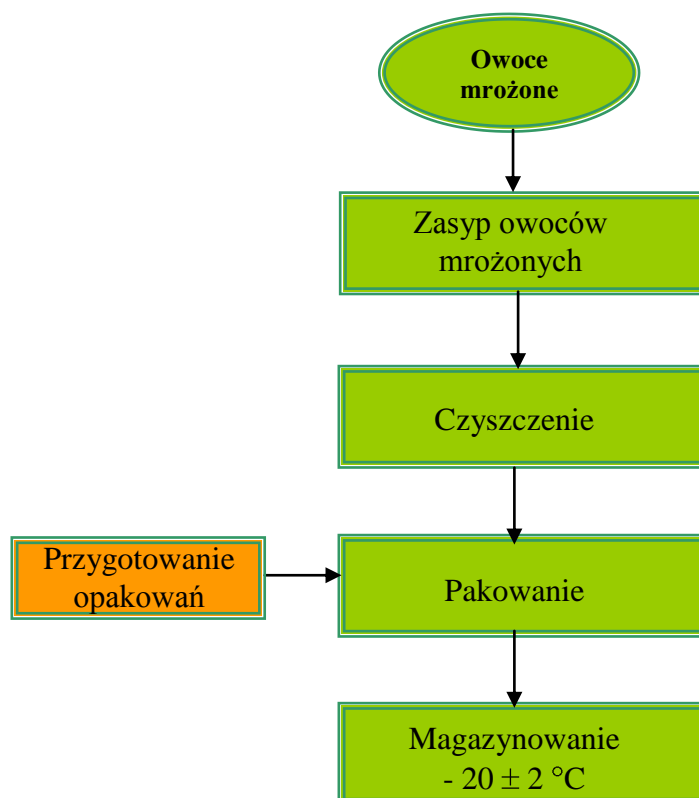 Owoce
mrożone
Zasyp owoców
mrożonych
Czyszczenie
Przygotowanie
opakowań
Pakowanie
Magazynowanie
- 20 ± 2 °C